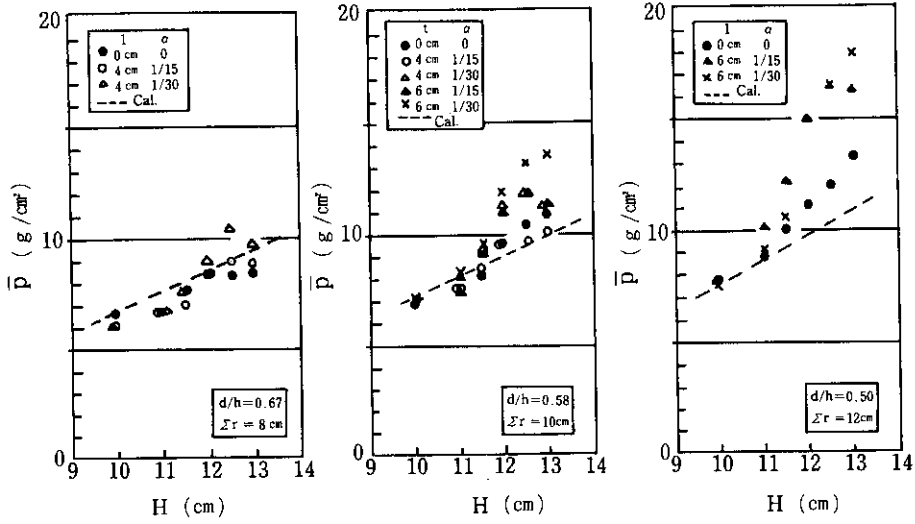 20
l α
0 cm 0
4 cm 1/15
4 cm 1/30
Cal.
10
0
p̅ (g/cm²)
d/h=0.67
Σr = 8 cm
9 10 11 12 13 14
H (cm)
20
t α
0 cm 0
4 cm 1/15
4 cm 1/30
6 cm 1/15
6 cm 1/30
Cal.
10
0
p̅ (g/cm²)
d/h=0.58
Σr = 10cm
9 10 11 12 13 14
H (cm)
20
l α
0 cm 0
6 cm 1/15
6 cm 1/30
Cal.
10
0
p̅ (g/cm²)
d/h=0.50
Σr = 12cm
9 10 11 12 13 14
H (cm)